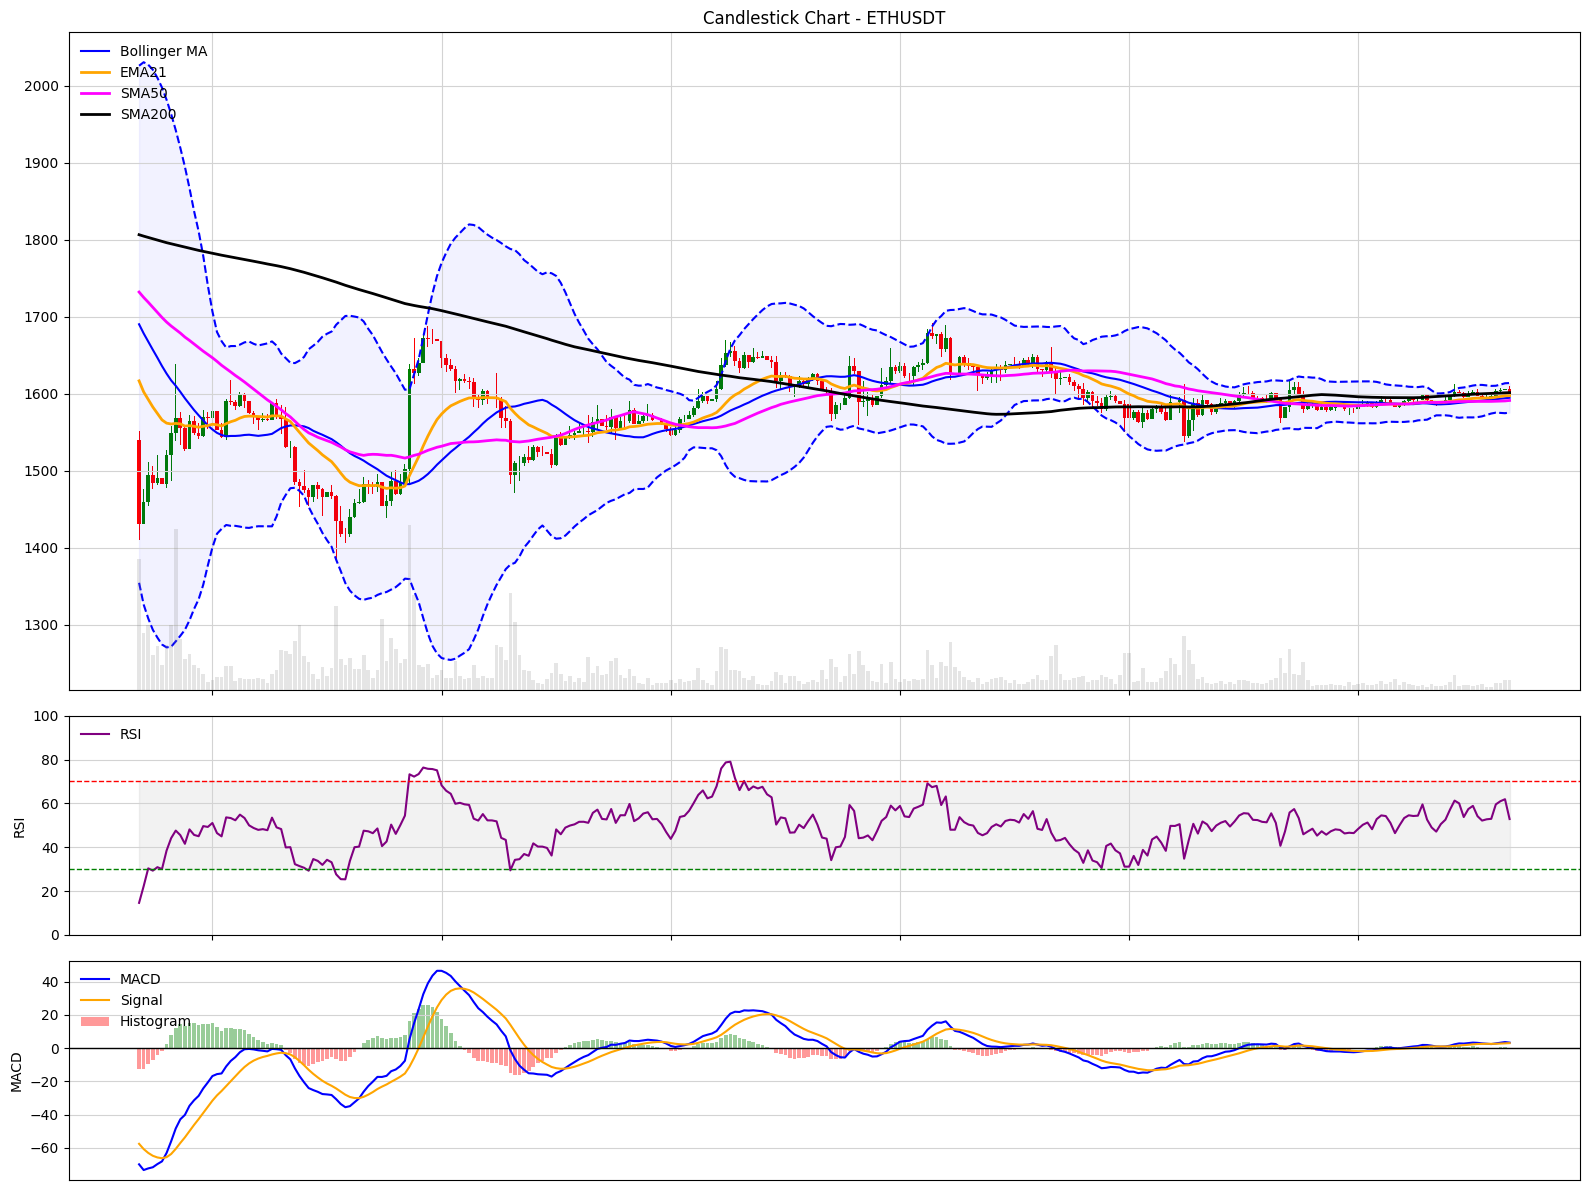 Candlestick Chart - ETHUSDT
Bollinger MA
EMA21
SMA50
SMA200
2000
1900
1800
1700
1600
1500
1400
1300
100
80
60
40
20
0
RSI
RSI
40
20
0
−20
−40
−60
MACD
MACD
Signal
Histogram